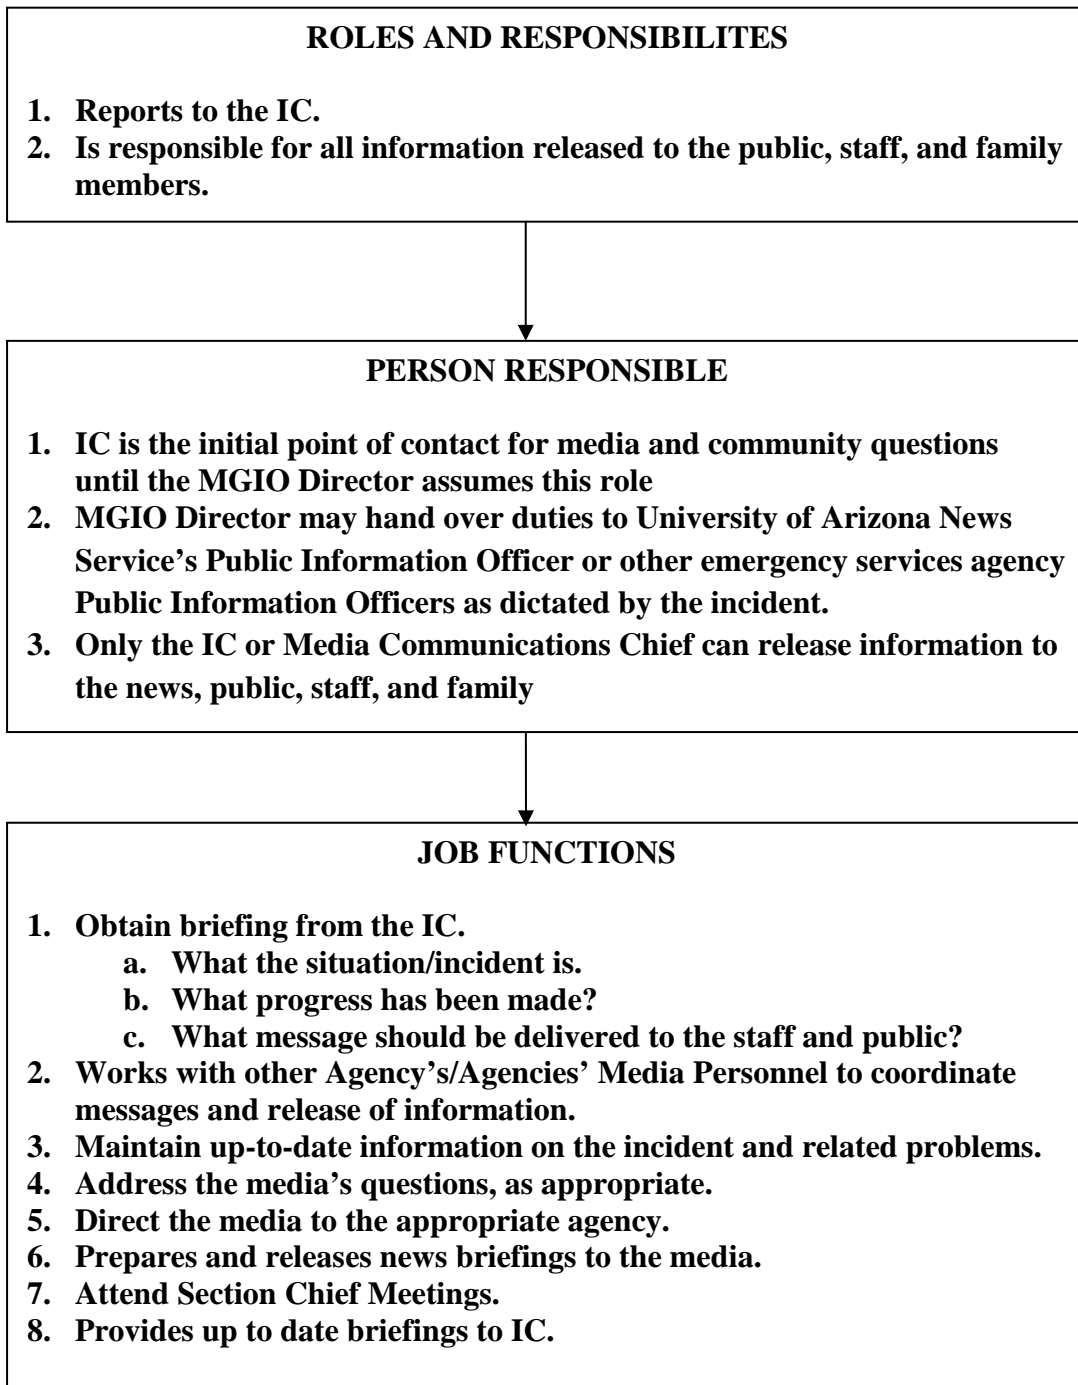 ROLES AND RESPONSIBILITES
1. Reports to the IC.
2. Is responsible for all information released to the public, staff, and family
members.
PERSON RESPONSIBLE
1. IC is the initial point of contact for media and community questions
until the MGIO Director assumes this role
2. MGIO Director may hand over duties to University of Arizona News
Service’s Public Information Officer or other emergency services agency
Public Information Officers as dictated by the incident.
3. Only the IC or Media Communications Chief can release information to
the news, public, staff, and family
JOB FUNCTIONS
1. Obtain briefing from the IC.
a. What the situation/incident is.
b. What progress has been made?
c. What message should be delivered to the staff and public?
2. Works with other Agency’s/Agencies’ Media Personnel to coordinate
messages and release of information.
3. Maintain up-to-date information on the incident and related problems.
4. Address the media’s questions, as appropriate.
5. Direct the media to the appropriate agency.
6. Prepares and releases news briefings to the media.
7. Attend Section Chief Meetings.
8. Provides up to date briefings to IC.